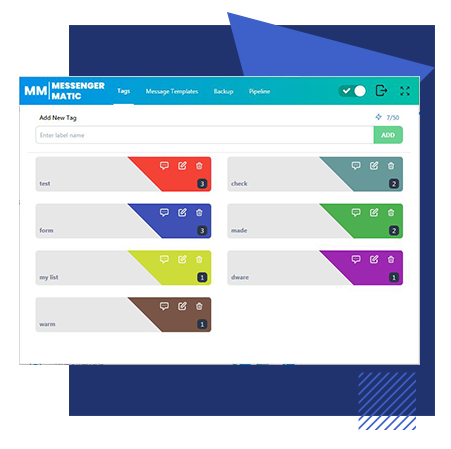 MM MESSENGER MATIC Tags Message Templates Backup Pipeline
Add New Tag 7/50
Enter label name ADD
test 3
check 2
form 3
made 2
my list 1
dware 1
warm 1